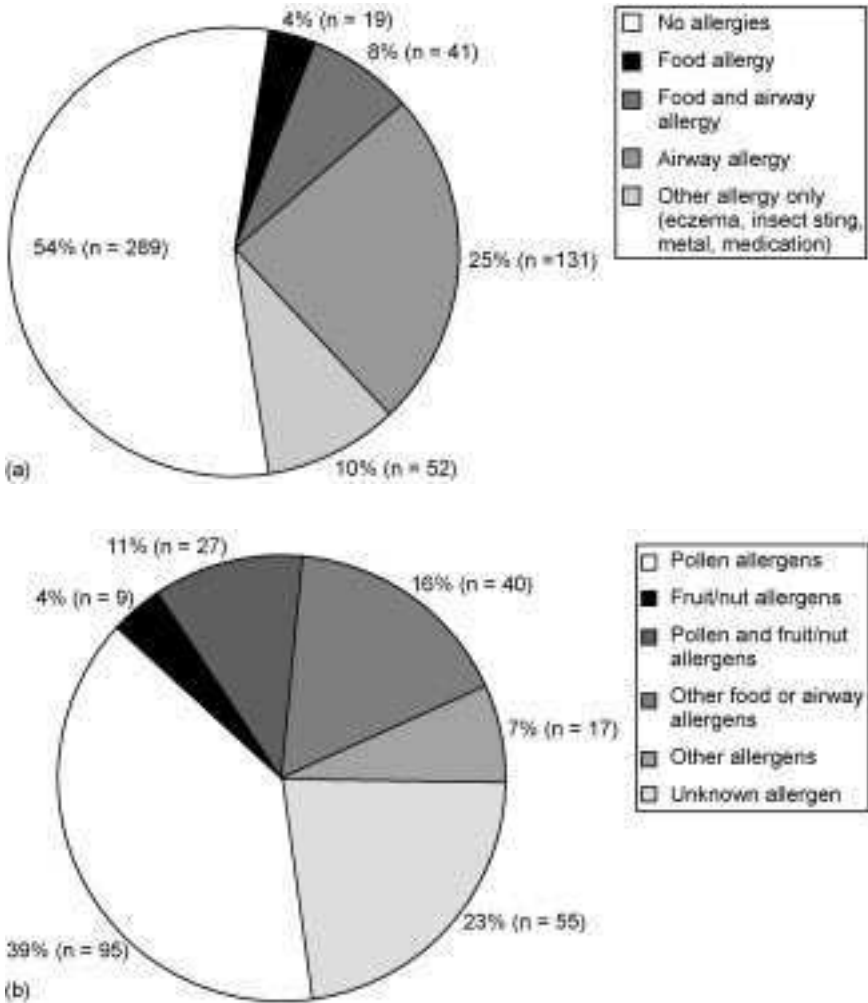 4% (n = 19)
8% (n = 41)
25% (n =131)
10% (n = 52)
54% (n = 289)
No allergies
Food allergy
Food and airway
allergy
Airway allergy
Other allergy only
(eczema, insect sting,
metal, medication)
(a)
11% (n = 27)
4% (n = 9)
16% (n = 40)
7% (n = 17)
23% (n = 55)
39% (n = 95)
Pollen allergens
Fruit/nut allergens
Pollen and fruit/nut
allergens
Other food or airway
allergens
Other allergens
Unknown allergen
(b)